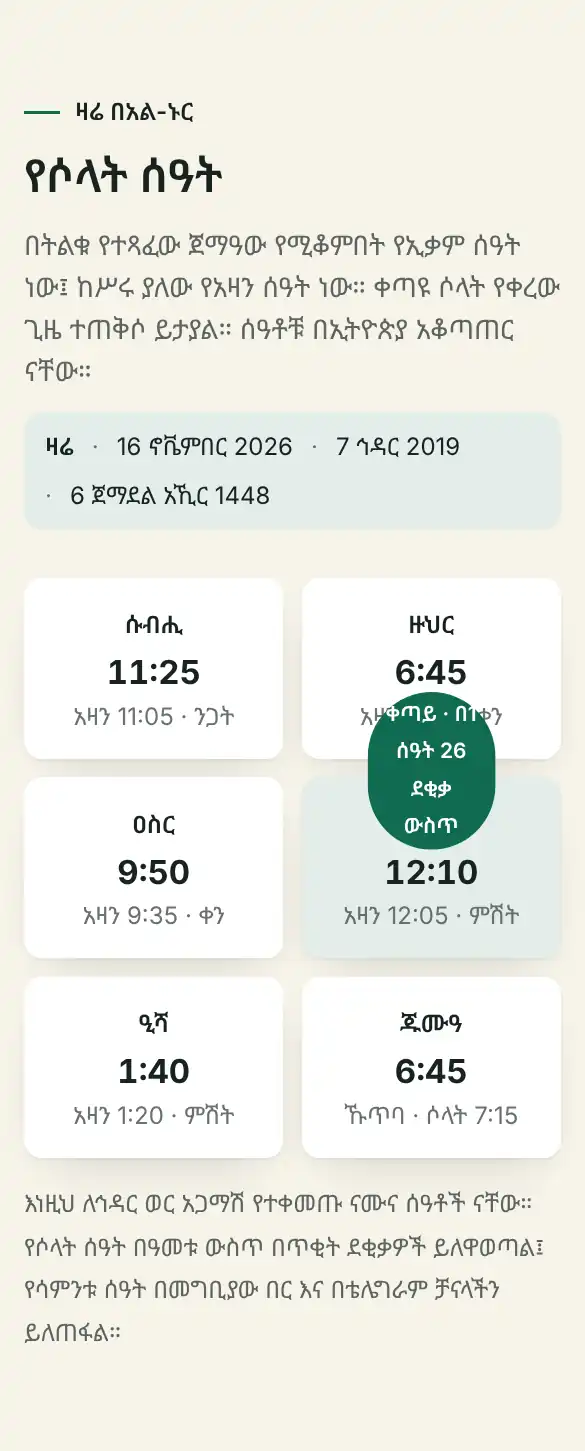 ዛሬ በአል-ኑር
የሶላት ሰዓት
በትልቁ የተጻፈው ጀማዓው የሚቆምበት የኢቃም ሰዓት
ነው፤ ከሥሩ ያለው የአዛን ሰዓት ነው። ቀጣዩ ሶላት የቀረው
ጊዜ ተጠቅሶ ይታያል። ሰዓቶቹ በኢትዮጵያ አቆጣጠር
ናቸው።
ዛሬ · 16 ኖቬምበር 2026 · 7 ኅዳር 2019
· 6 ጀማደል አኺር 1448
ሱብሒ
11:25
አዛን 11:05 · ንጋት
ዙህር
6:45
ቀን
ቀጣይ · በ1
ሰዓት 26
ደቂቃ
ውስጥ
ዐስር
9:50
አዛን 9:35 · ቀን
12:10
አዛን 12:05 · ምሽት
ዒሻ
1:40
አዛን 1:20 · ምሽት
ጁሙዓ
6:45
ኹጥባ · ሶላት 7:15
እነዚህ ለኅዳር ወር አጋማሽ የተቀመጡ ናሙና ሰዓቶች ናቸው።
የሶላት ሰዓት በዓመቱ ውስጥ በጥቂት ደቂቃዎች ይለዋወጣል፤
የሳምንቱ ሰዓት በመግቢያው በር እና በቴሌግራም ቻናላችን
ይለጠፋል።